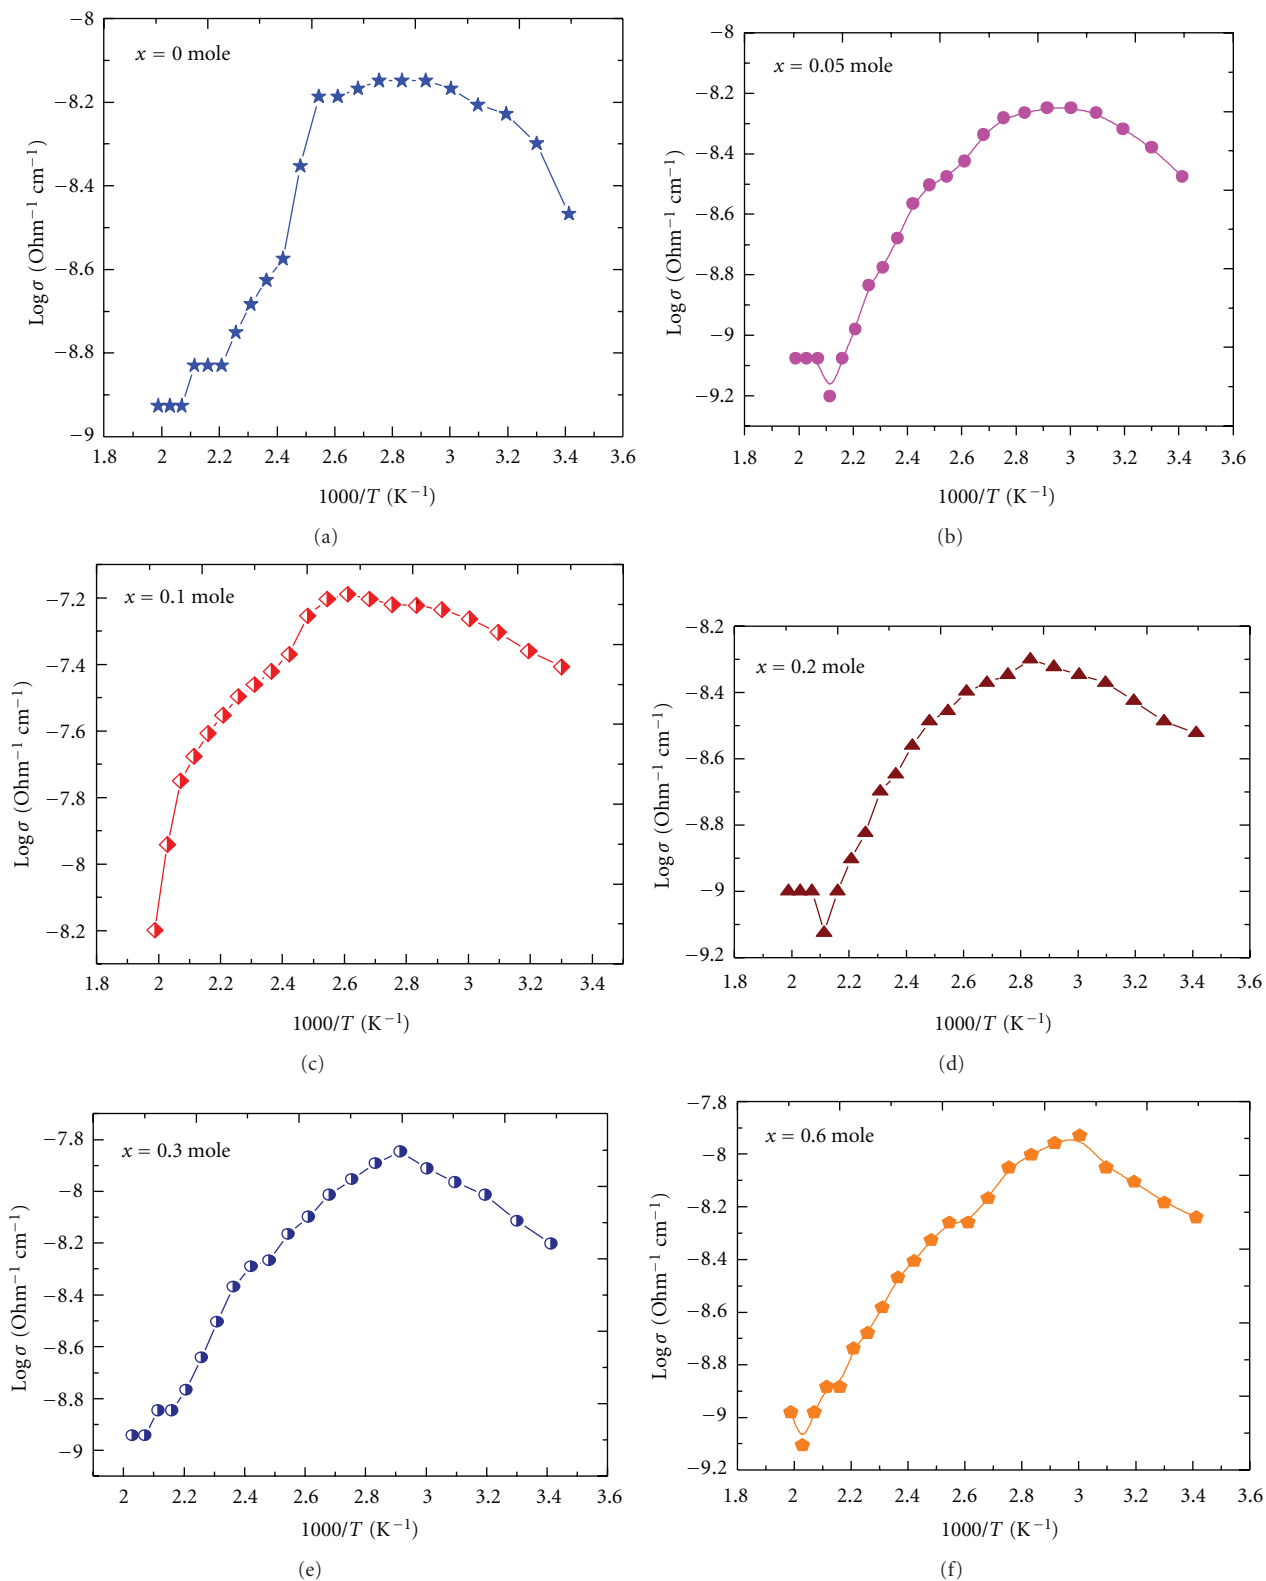 x = 0 mole
−8
−8.2
−8.4
−8.6
−8.8
−9
Log σ (Ohm⁻¹ cm⁻¹)
1.8 2 2.2 2.4 2.6 2.8 3 3.2 3.4 3.6
1000/T (K⁻¹)
(a)
x = 0.05 mole
−8
−8.2
−8.4
−8.6
−8.8
−9
−9.2
Log σ (Ohm⁻¹ cm⁻¹)
1.8 2 2.2 2.4 2.6 2.8 3 3.2 3.4 3.6
1000/T (K⁻¹)
(b)
x = 0.1 mole
−7.2
−7.4
−7.6
−7.8
−8
−8.2
Log σ (Ohm⁻¹ cm⁻¹)
1.8 2 2.2 2.4 2.6 2.8 3 3.2 3.4
1000/T (K⁻¹)
(c)
x = 0.2 mole
−8.2
−8.4
−8.6
−8.8
−9
−9.2
Log σ (Ohm⁻¹ cm⁻¹)
1.8 2 2.2 2.4 2.6 2.8 3 3.2 3.4 3.6
1000/T (K⁻¹)
(d)
x = 0.3 mole
−7.8
−8
−8.2
−8.4
−8.6
−8.8
−9
Log σ (Ohm⁻¹ cm⁻¹)
2 2.2 2.4 2.6 2.8 3 3.2 3.4 3.6
1000/T (K⁻¹)
(e)
x = 0.6 mole
−7.8
−8
−8.2
−8.4
−8.6
−8.8
−9
−9.2
Log σ (Ohm⁻¹ cm⁻¹)
1.8 2 2.2 2.4 2.6 2.8 3 3.2 3.4 3.6
1000/T (K⁻¹)
(f)